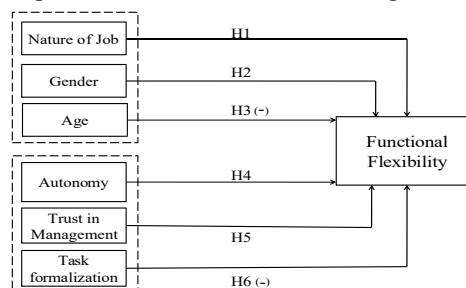 Nature of Job
H1
Gender
H2
Age
H3 (-)
Functional
Flexibility
Autonomy
H4
Trust in
Management
H5
Task
formalization
H6 (-)